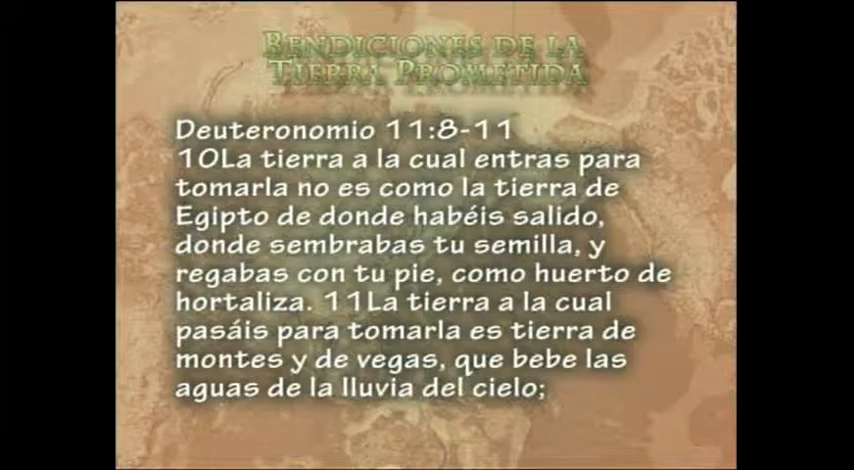 BENDICIONES DE LA
TIERRA PROMETIDA
Deuteronomio 11:8-11
10La tierra a la cual entras para
tomarla no es como la tierra de
Egipto de donde habéis salido,
donde sembrabas tu semilla, y
regabas con tu pie, como huerto de
hortaliza. 11La tierra a la cual
pasáis para tomarla es tierra de
montes y de vegas, que bebe las
aguas de la lluvia del cielo;